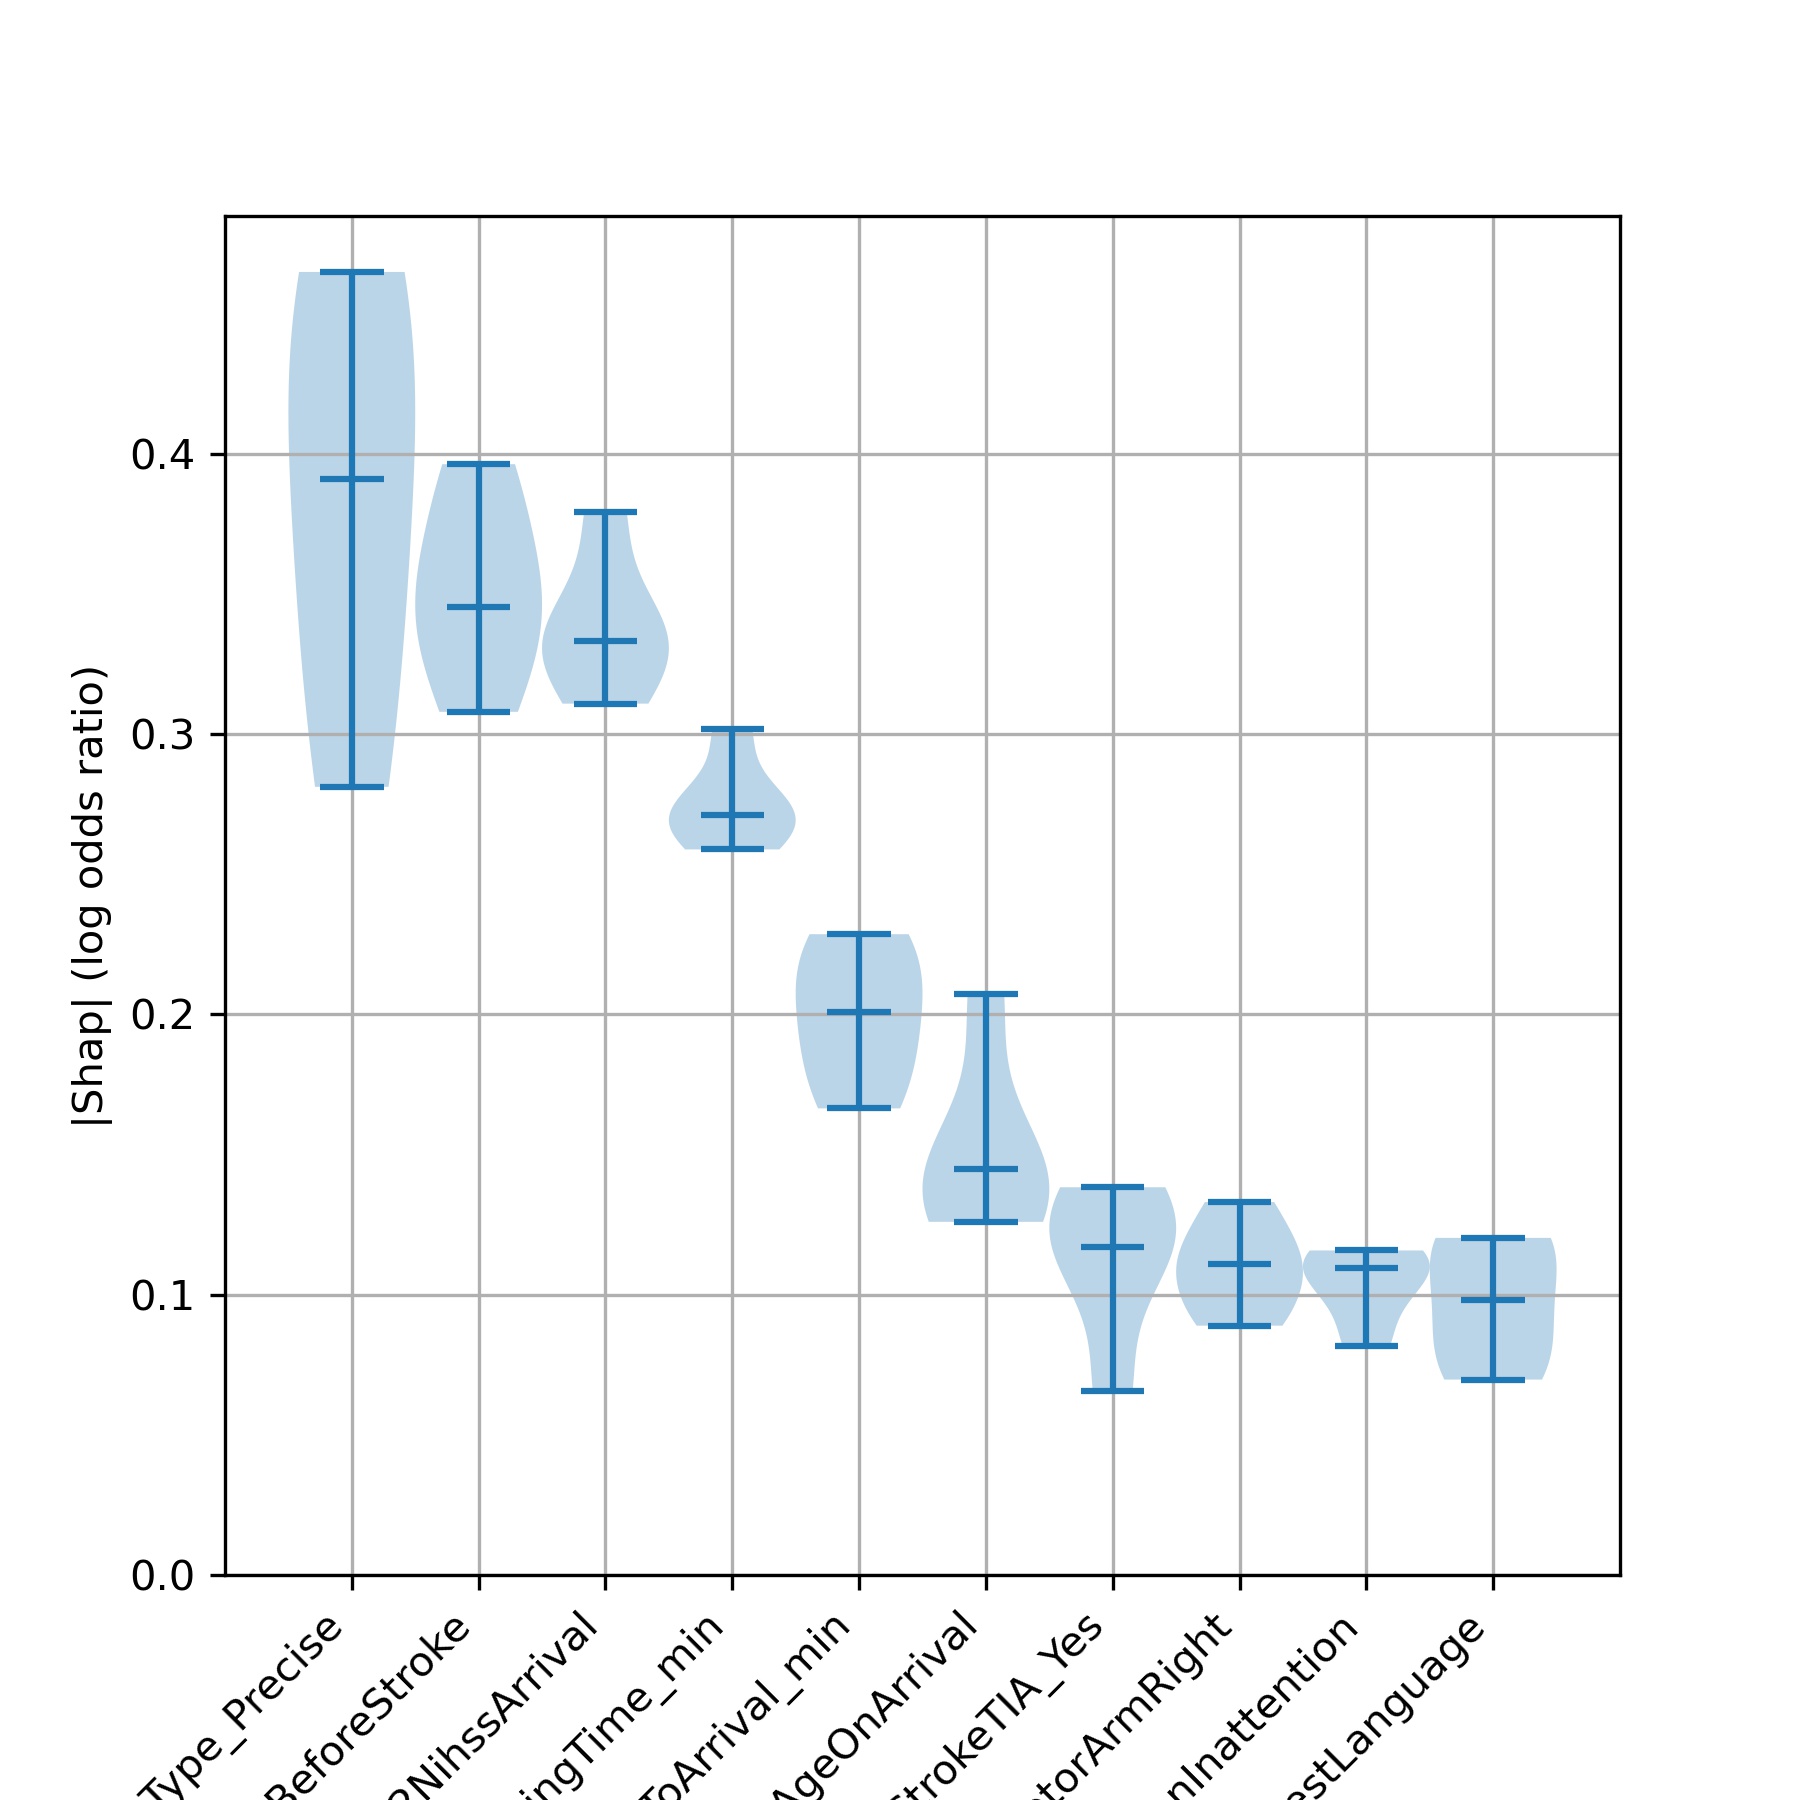 |Shap| (log odds ratio)
0.4
0.3
0.2
0.1
0.0
Type_Precise
BeforeStroke
2NihssArrival
ingTime_min
ToArrival_min
AgeOnArrival
StrokeTIA_Yes
torArmRight
nInattention
estLanguage